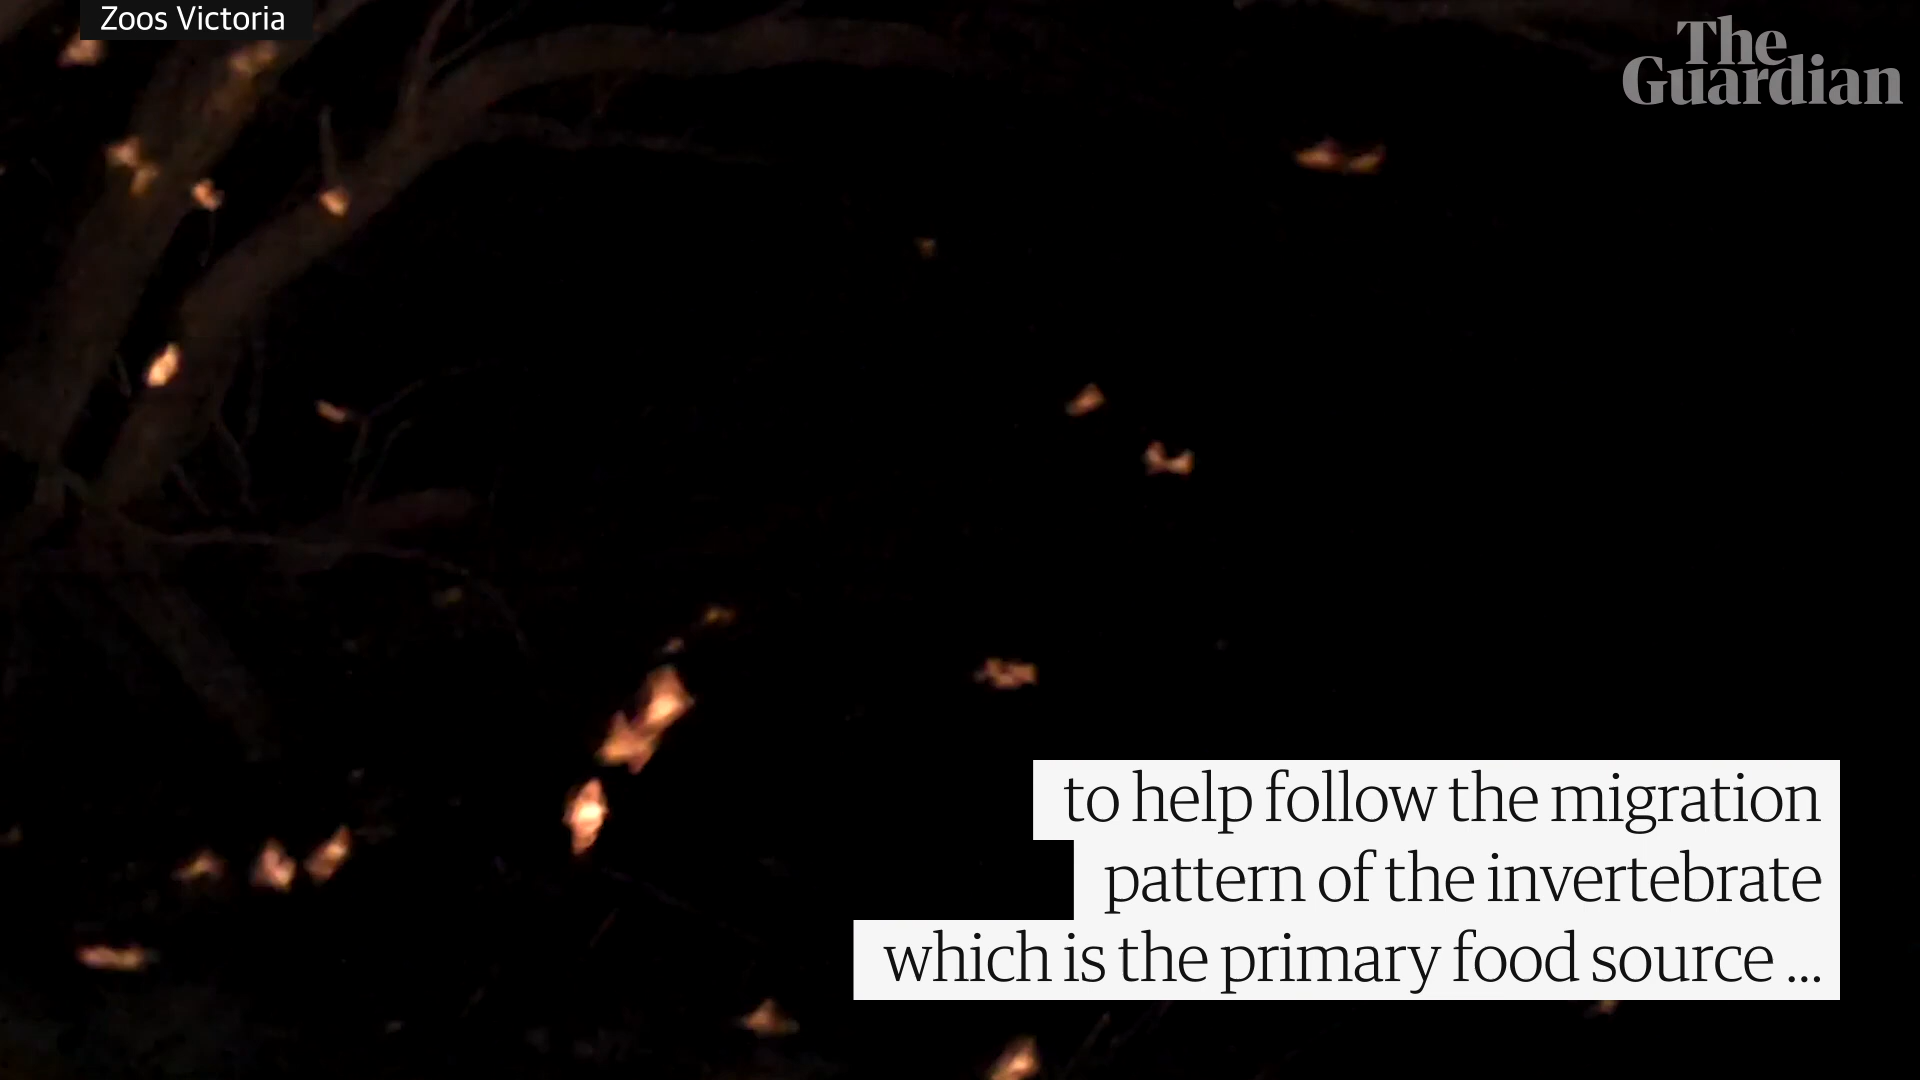 Zoos Victoria
The
Guardian
to help follow the migration
pattern of the invertebrate
which is the primary food source ...